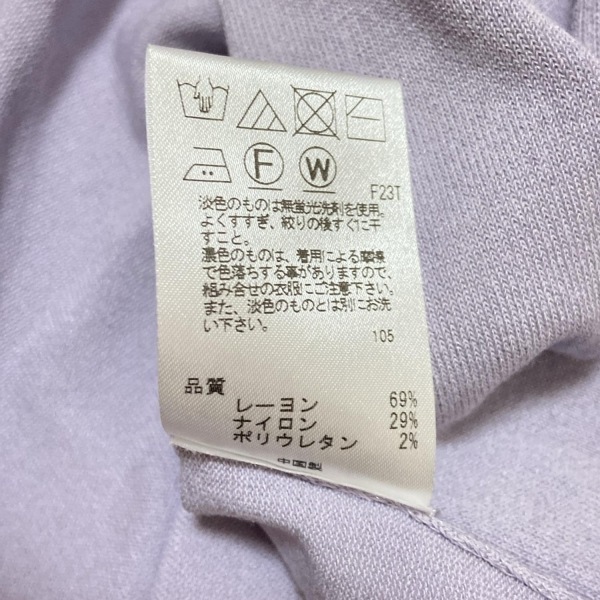 F
W
F23T
淡色のものは無蛍光洗剤を使用。
よくすすぎ、絞りの後すぐに干
すこと。
濃色のものは、着用による摩擦
で色落ちする事がありますので、
組み合せの衣服にご注意下さい。
また、淡色のものとは別にお洗
い下さい。
105
品質
レーヨン 69%
ナイロン 29%
ポリウレタン 2%
中国製